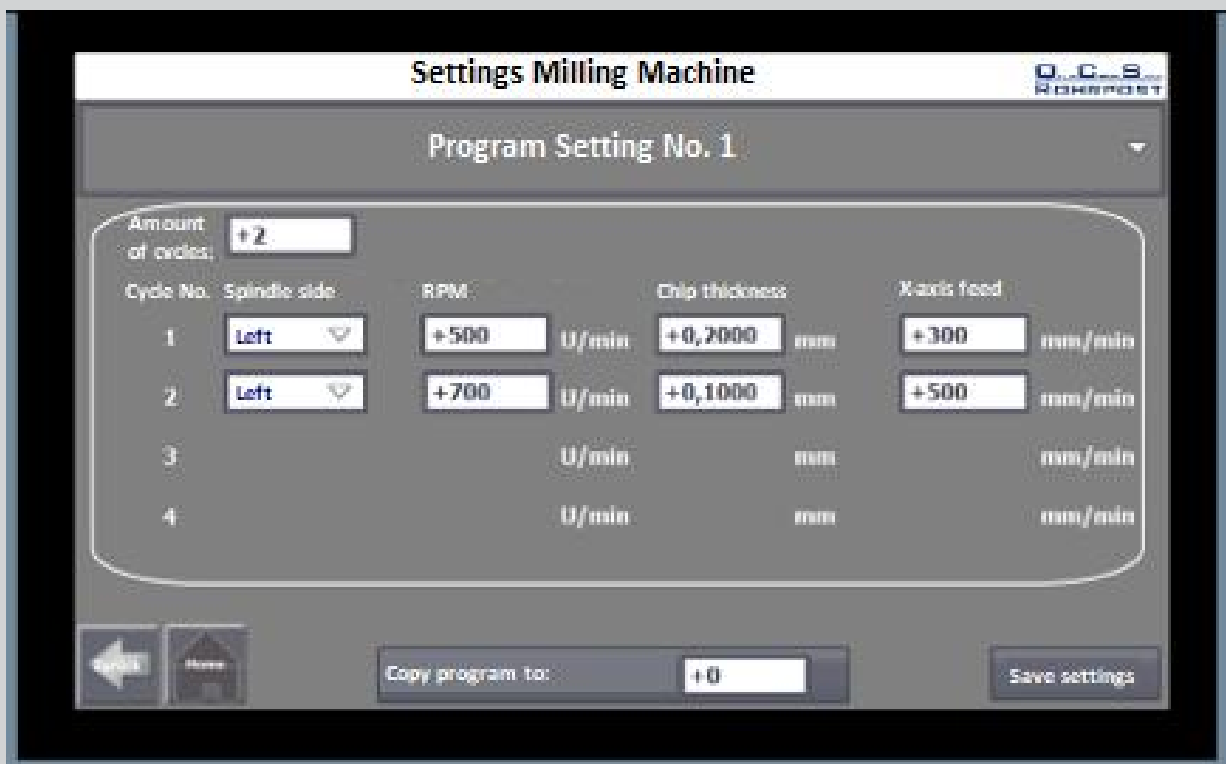 Settings Milling Machine
O..C...S...
ROHRPOST
Program Setting No. 1
Amount
of cycles:
+2
Cycle No. Spindle side RPM Chip thickness X-axis feed
1 Left +500 U/min +0,2000 mm +300 mm/min
2 Left +700 U/min +0,1000 mm +500 mm/min
3 U/min mm mm/min
4 U/min mm mm/min
Home
Copy program to: +0
Save settings